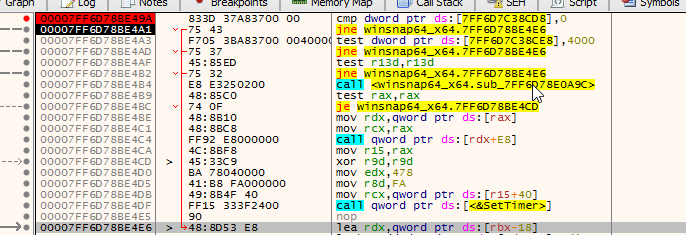 Graph Log Notes Breakpoints Memory Map Call Stack SEH Script Symbols
00007FF6D78BE49A 833D 37A83700 00 cmp dword ptr ds:[7FF6D7C38CD8],0
00007FF6D78BE4A1 75 43 jne winsnap64_x64.7FF6D78BE4E6
00007FF6D78BE4A3 F705 3BA83700 0040000 test dword ptr ds:[7FF6D7C38CE8],4000
00007FF6D78BE4AD 75 37 jne winsnap64_x64.7FF6D78BE4E6
00007FF6D78BE4AF 45:85ED test r13d,r13d
00007FF6D78BE4B2 75 32 jne winsnap64_x64.7FF6D78BE4E6
00007FF6D78BE4B4 E8 E3250200 call <winsnap64_x64.sub_7FF6D78E0A9C>
00007FF6D78BE4B9 48:85C0 test rax,rax
00007FF6D78BE4BC 74 0F je winsnap64_x64.7FF6D78BE4CD
00007FF6D78BE4BE 48:8B10 mov rdx,qword ptr ds:[rax]
00007FF6D78BE4C1 48:8BC8 mov rcx,rax
00007FF6D78BE4C4 FF92 E8000000 call qword ptr ds:[rdx+E8]
00007FF6D78BE4CA 4C:8BF8 mov r15,rax
00007FF6D78BE4CD > 45:33C9 xor r9d,r9d
00007FF6D78BE4D0 BA 78040000 mov edx,478
00007FF6D78BE4D5 41:B8 FA000000 mov r8d,FA
00007FF6D78BE4DB 49:8B4F 40 mov rcx,qword ptr ds:[r15+40]
00007FF6D78BE4DF FF15 333F2400 call qword ptr ds:[<&SetTimer>]
00007FF6D78BE4E5 90 nop
00007FF6D78BE4E6 > 48:8D53 E8 lea rdx,qword ptr ds:[rbx-18]